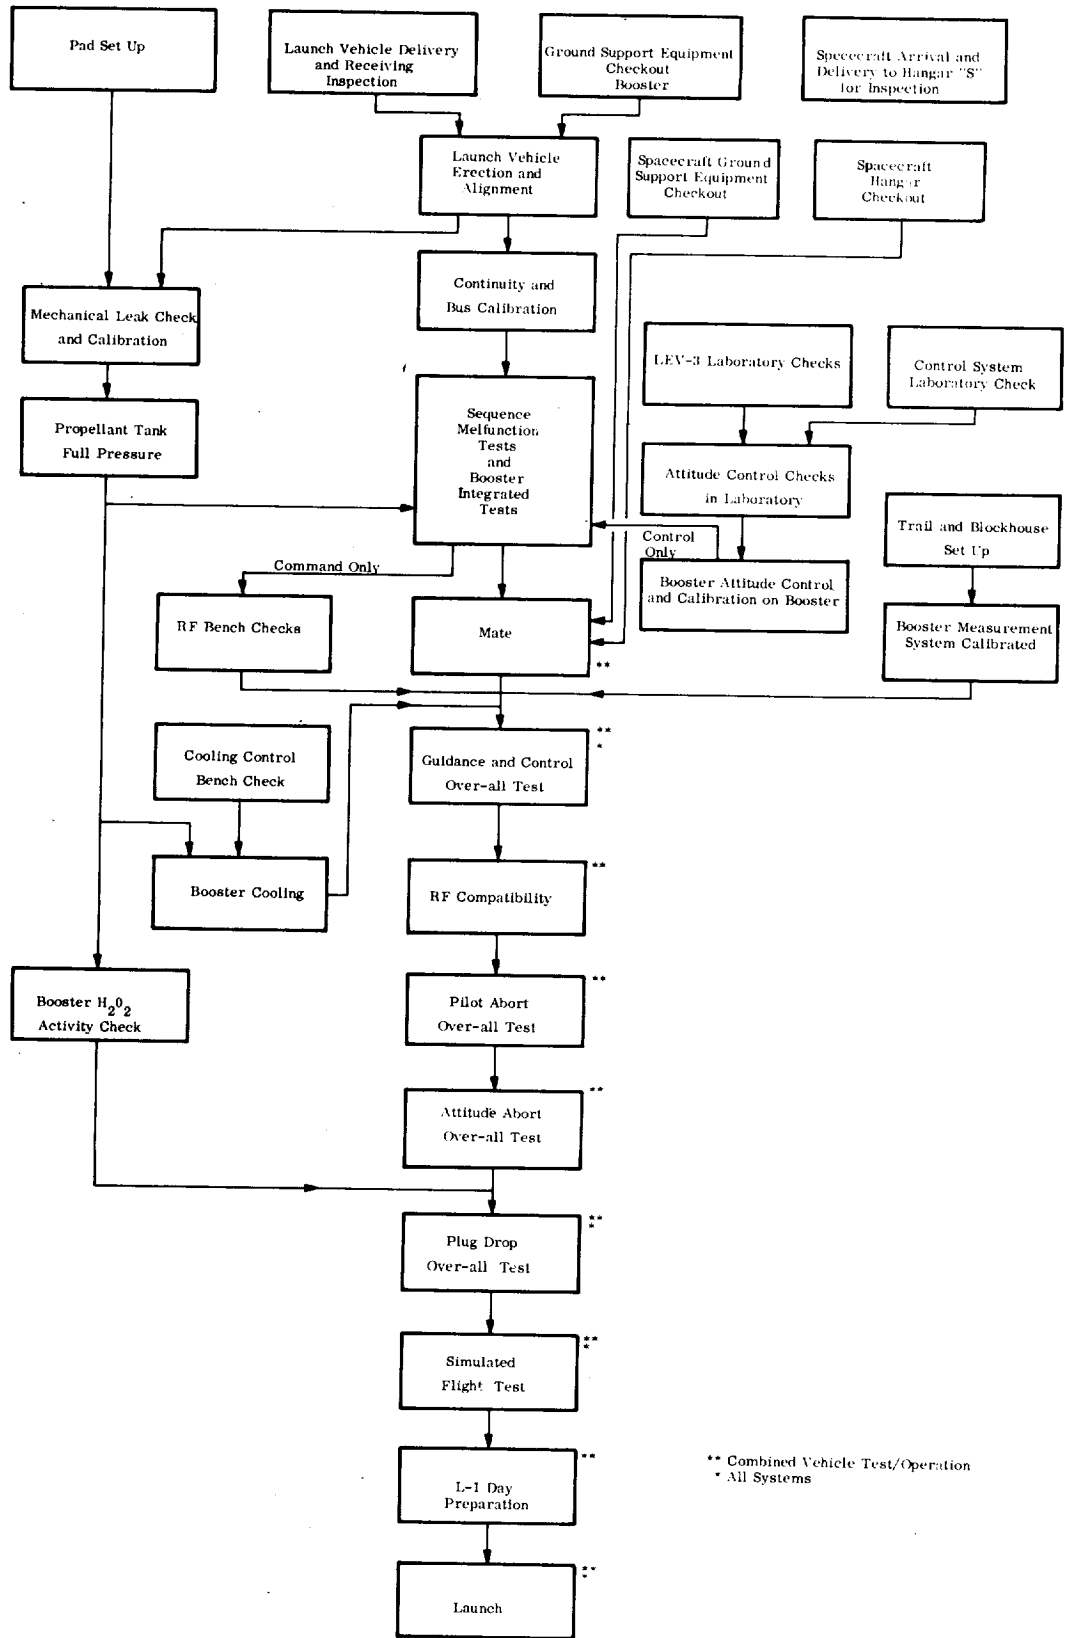 Pad Set Up
Launch Vehicle Delivery
and Receiving
Inspection
Ground Support Equipment
Checkout
Booster
Spececraft Arrival and
Delivery to Hangar "S"
for Inspection
Launch Vehicle
Erection and
Alignment
Spacecraft Ground
Support Equipment
Checkout
Spacecraft
Hangar
Checkout
Continuity and
Bus Calibration
Mechanical Leak Check
and Calibration
LEV-3 Laboratory Checks
Control System
Laboratory Check
Propellant Tank
Full Pressure
Sequence
Melfunction
Tests
and
Booster
Integrated
Tests
Attitude Control Checks
in Laboratory
Trail and Blockhouse
Set Up
Control
Only
Command Only
Booster Attitude Control
and Calibration on Booster
RF Bench Checks
Mate
**
Booster Measurement
System Calibrated
Cooling Control
Bench Check
Guidance and Control
Over-all Test
**
*
Booster Cooling
RF Compatibility
**
Booster H2O2
Activity Check
Pilot Abort
Over-all Test
**
Attitude Abort
Over-all Test
**
Plug Drop
Over-all Test
**
*
Simulated
Flight Test
**
*
L-1 Day
Preparation
**
** Combined Vehicle Test/Operation
* All Systems
Launch
**
*